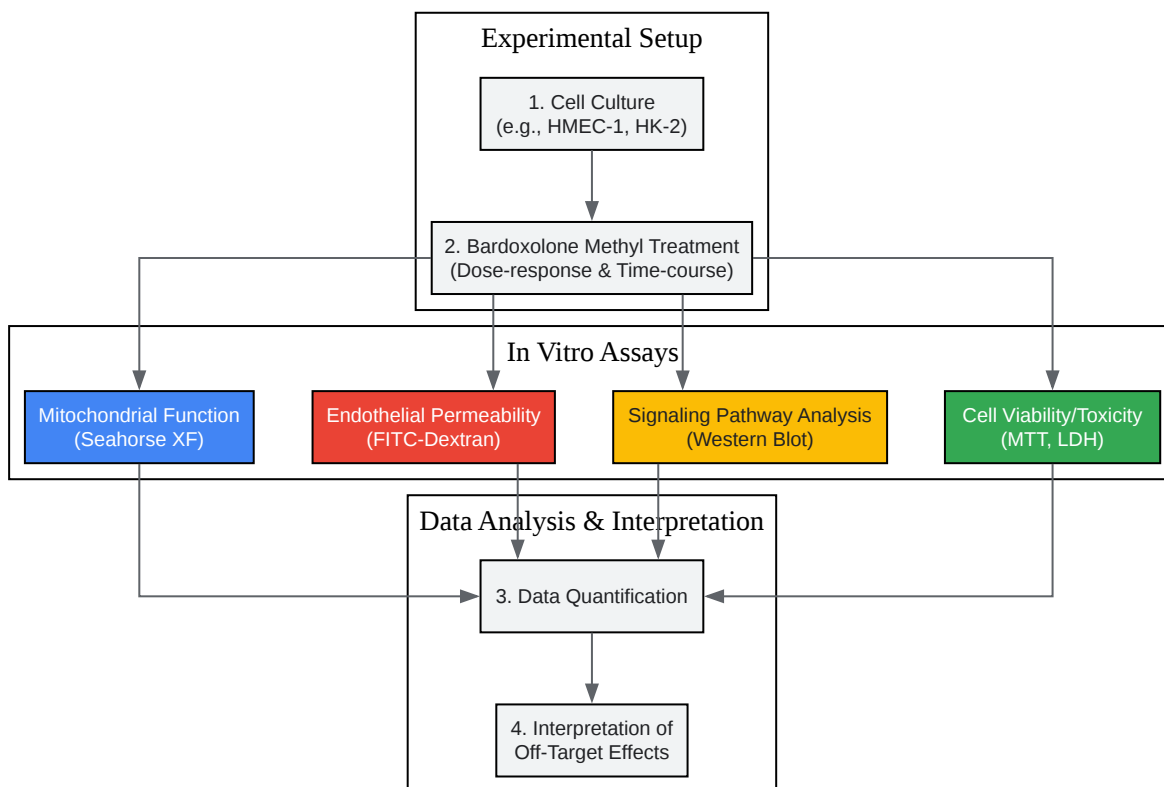 Experimental Setup
1. Cell Culture
(e.g., HMEC-1, HK-2)
2. Bardoxolone Methyl Treatment
(Dose-response & Time-course)
In Vitro Assays
Mitochondrial Function
(Seahorse XF)
Endothelial Permeability
(FITC-Dextran)
Signaling Pathway Analysis
(Western Blot)
Cell Viability/Toxicity
(MTT, LDH)
Data Analysis & Interpretation
3. Data Quantification
4. Interpretation of
Off-Target Effects